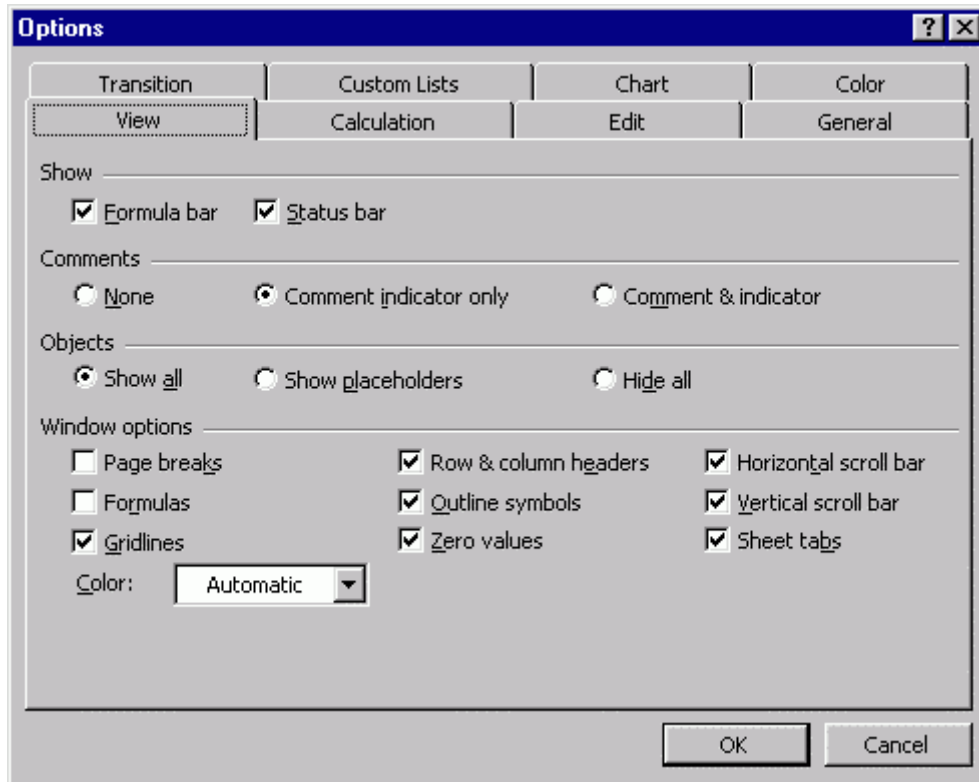 Options
Transition Custom Lists Chart Color
View Calculation Edit General
Show
Formula bar Status bar
Comments
None Comment indicator only Comment & indicator
Objects
Show all Show placeholders Hide all
Window options
Page breaks Row & column headers Horizontal scroll bar
Formulas Outline symbols Vertical scroll bar
Gridlines Zero values Sheet tabs
Color: Automatic
OK Cancel